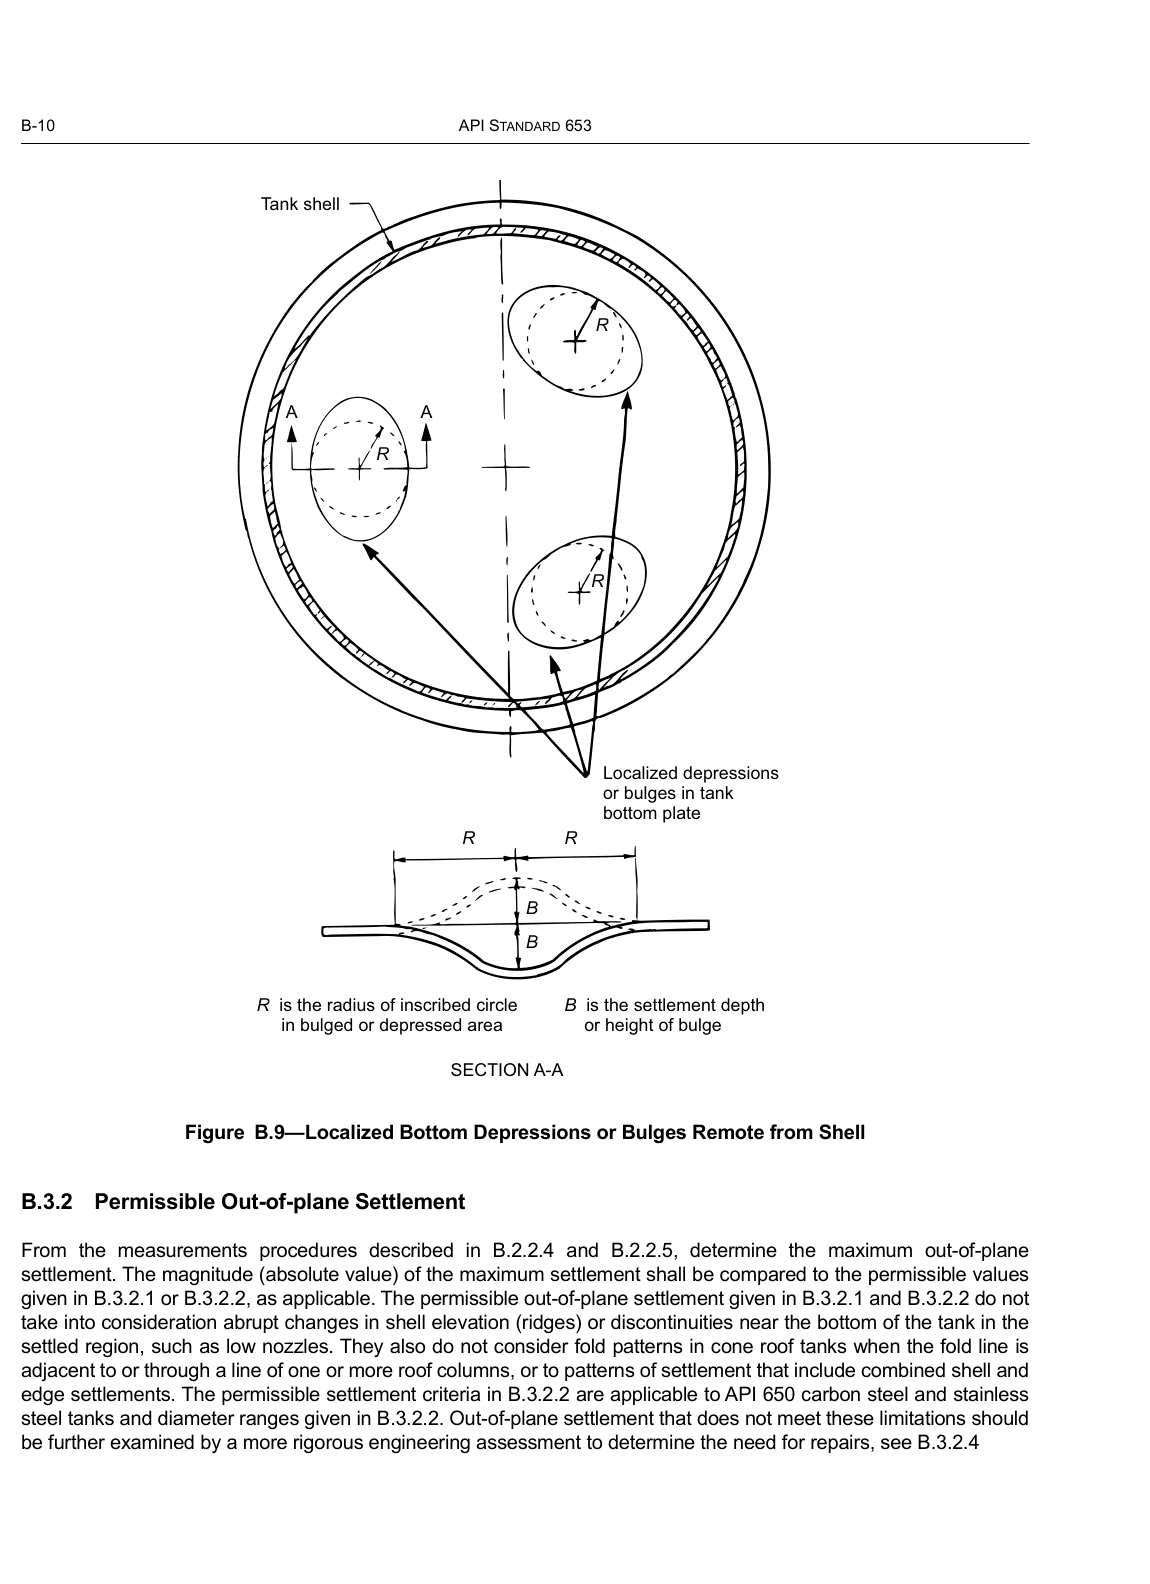 B-10
API STANDARD 653
Tank shell
R
A
A
R
R
Localized depressions
or bulges in tank
bottom plate
R
R
B
B
R is the radius of inscribed circle
in bulged or depressed area
B is the settlement depth
or height of bulge
SECTION A-A
Figure B.9—Localized Bottom Depressions or Bulges Remote from Shell
B.3.2 Permissible Out-of-plane Settlement
From the measurements procedures described in B.2.2.4 and B.2.2.5, determine the maximum out-of-plane
settlement. The magnitude (absolute value) of the maximum settlement shall be compared to the permissible values
given in B.3.2.1 or B.3.2.2, as applicable. The permissible out-of-plane settlement given in B.3.2.1 and B.3.2.2 do not
take into consideration abrupt changes in shell elevation (ridges) or discontinuities near the bottom of the tank in the
settled region, such as low nozzles. They also do not consider fold patterns in cone roof tanks when the fold line is
adjacent to or through a line of one or more roof columns, or to patterns of settlement that include combined shell and
edge settlements. The permissible settlement criteria in B.3.2.2 are applicable to API 650 carbon steel and stainless
steel tanks and diameter ranges given in B.3.2.2. Out-of-plane settlement that does not meet these limitations should
be further examined by a more rigorous engineering assessment to determine the need for repairs, see B.3.2.4